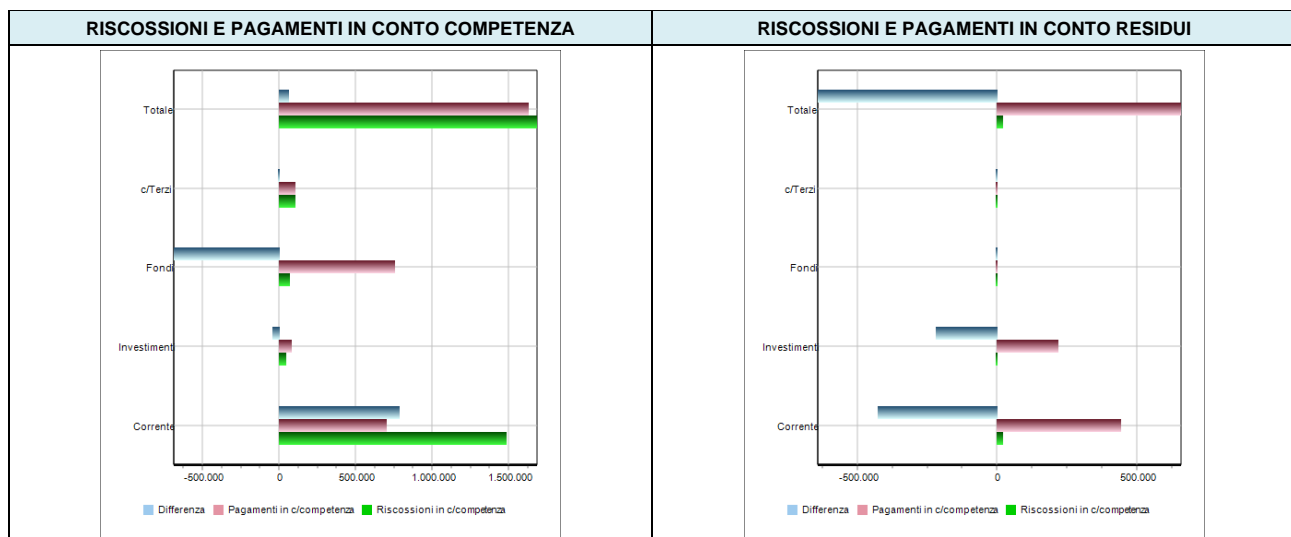 RISCOSSIONI E PAGAMENTI IN CONTO COMPETENZA
Totale
c/Terzi
Fondi
Investiment
Corrente
-500.000 0 500.000 1.000.000 1.500.000
Differenza Pagamenti in c/competenza Riscossioni in c/competenza
RISCOSSIONI E PAGAMENTI IN CONTO RESIDUI
Totale
c/Terzi
Fondi
Investiment
Corrente
-500.000 0 500.000
Differenza Pagamenti in c/competenza Riscossioni in c/competenza